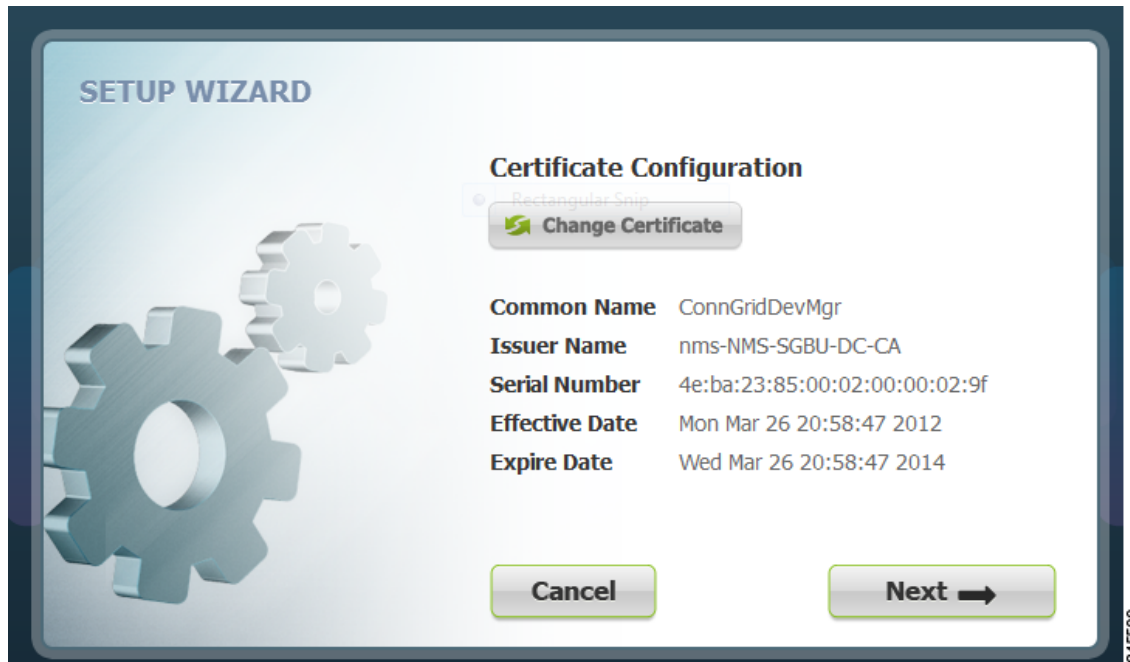 SETUP WIZARD
Certificate Configuration
Rectangular Snip
Change Certificate
Common Name ConnGridDevMgr
Issuer Name nms-NMS-SGBU-DC-CA
Serial Number 4e:ba:23:85:00:02:00:00:02:9f
Effective Date Mon Mar 26 20:58:47 2012
Expire Date Wed Mar 26 20:58:47 2014
Cancel
Next